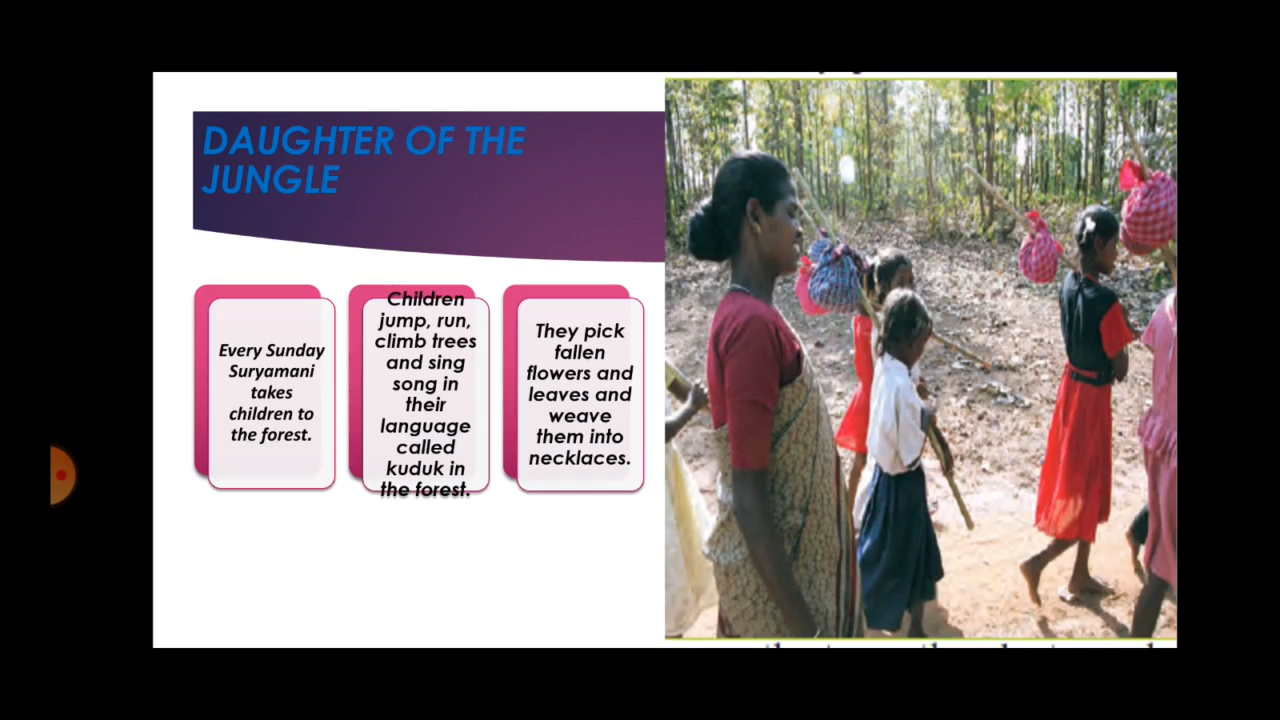 DAUGHTER OF THE
JUNGLE
Every Sunday
Suryamani
takes
children to
the forest.
Children
jump, run,
climb trees
and sing
song in
their
language
called
kuduk in
the forest.
They pick
fallen
flowers and
leaves and
weave
them into
necklaces.